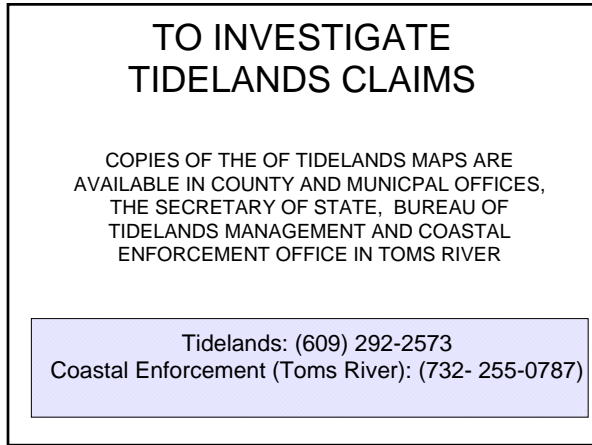 TO INVESTIGATE
TIDELANDS CLAIMS
COPIES OF THE OF TIDELANDS MAPS ARE
AVAILABLE IN COUNTY AND MUNICPAL OFFICES,
THE SECRETARY OF STATE, BUREAU OF
TIDELANDS MANAGEMENT AND COASTAL
ENFORCEMENT OFFICE IN TOMS RIVER
Tidelands: (609) 292-2573
Coastal Enforcement (Toms River): (732- 255-0787)